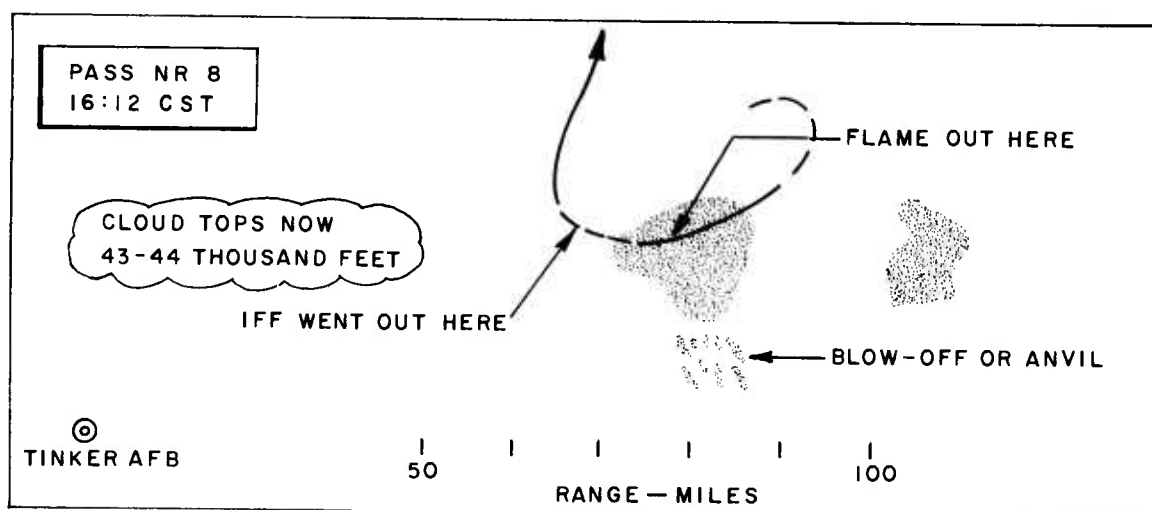 PASS NR 8
16:12 CST
FLAME OUT HERE
CLOUD TOPS NOW
43-44 THOUSAND FEET
IFF WENT OUT HERE
BLOW-OFF OR ANVIL
TINKER AFB
50
100
RANGE—MILES